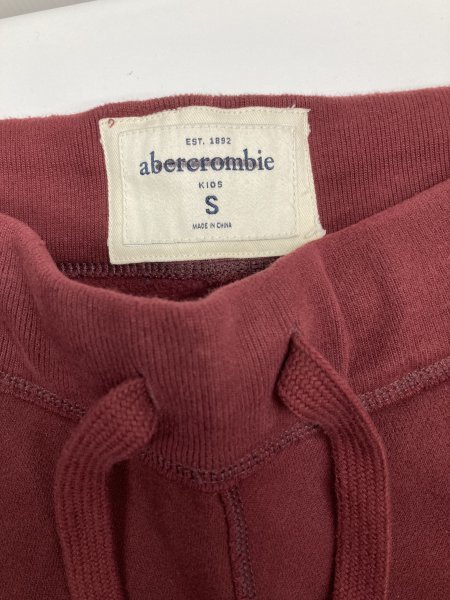 EST. 1892
abercrombie
KIDS
S
MADE IN CHINA